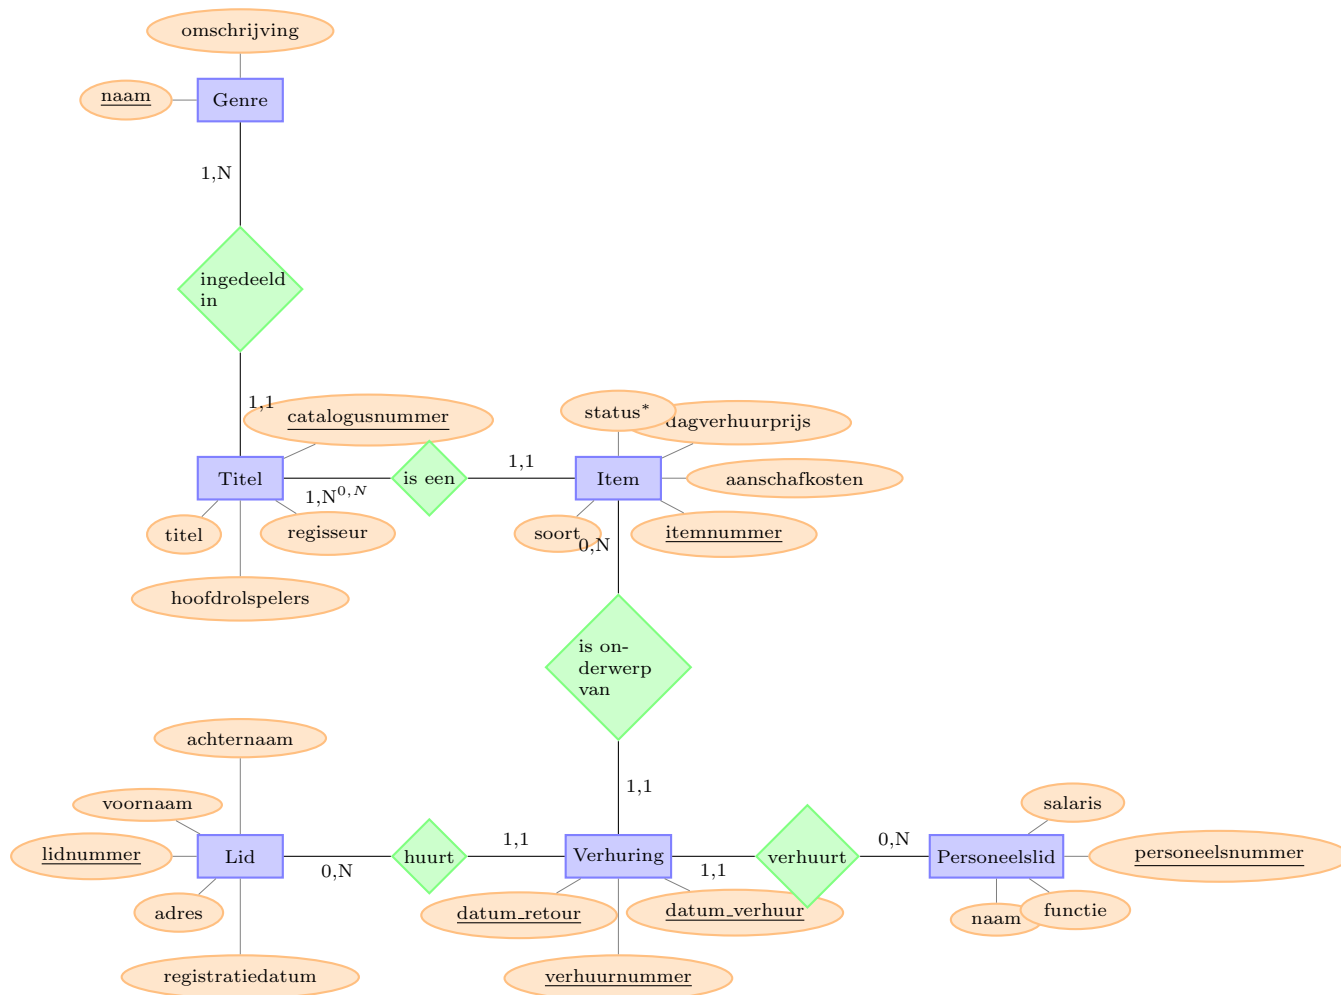 omschrijving
naam
Genre
1,N
ingedeeld
in
1,1
catalogusnummer
status*
dagverhuurprijs
Titel
is een
1,1
Item
aanschafkosten
1,N0,N
titel
regisseur
soort
itemnummer
0,N
hoofdrolspelers
is on-
derwerp
van
achternaam
1,1
voornaam
salaris
lidnummer
Lid
0,N
huurt
1,1
Verhuring
1,1
verhuurt
0,N
Personeelslid
personeelsnummer
adres
datum_retour
datum_verhuur
naam
functie
registratiedatum
verhuurnummer